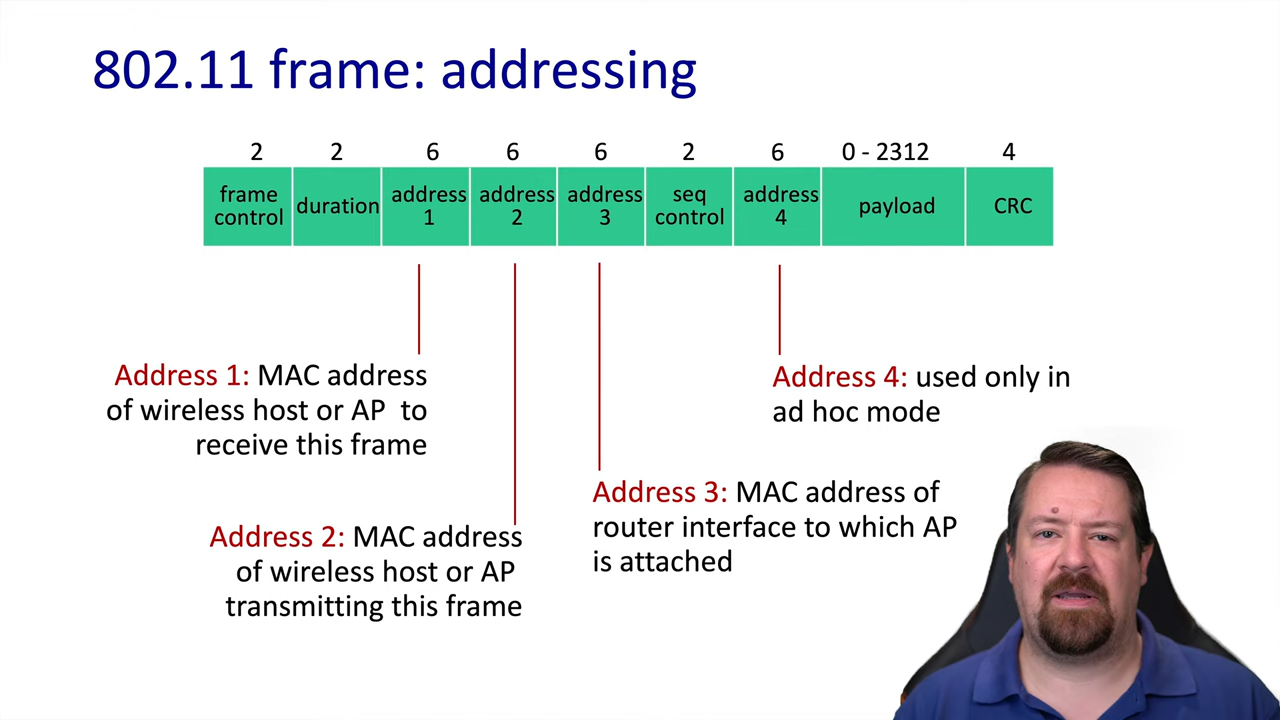 802.11 frame: addressing
2 2 6 6 6 2 6 0 - 2312 4
frame control
duration
address 1
address 2
address 3
seq control
address 4
payload
CRC
Address 1: MAC address
of wireless host or AP to
receive this frame
Address 2: MAC address
of wireless host or AP
transmitting this frame
Address 3: MAC address of
router interface to which AP
is attached
Address 4: used only in
ad hoc mode